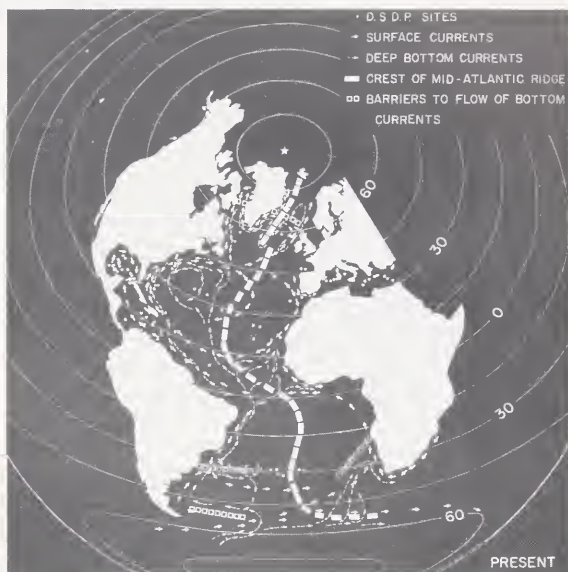 D.S.D.P. SITES
SURFACE CURRENTS
DEEP BOTTOM CURRENTS
CREST OF MID-ATLANTIC RIDGE
BARRIERS TO FLOW OF BOTTOM
CURRENTS
60
30
0
30
60
PRESENT